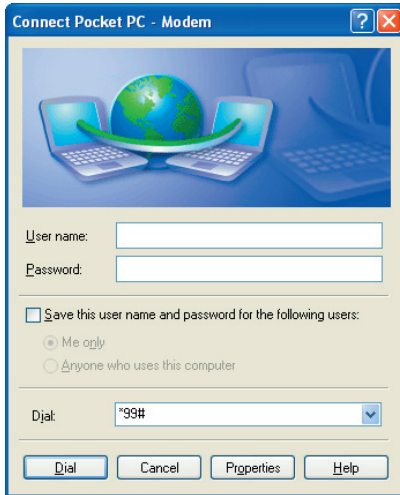 Connect Pocket PC - Modem
User name:
Password:
Save this user name and password for the following users:
Me only
Anyone who uses this computer
Dial: *99#
Dial Cancel Properties Help